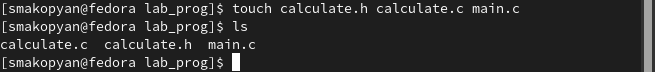 [smakopyan@fedora lab_prog]$ touch calculate.h calculate.c main.c
[smakopyan@fedora lab_prog]$ ls
calculate.c  calculate.h  main.c
[smakopyan@fedora lab_prog]$